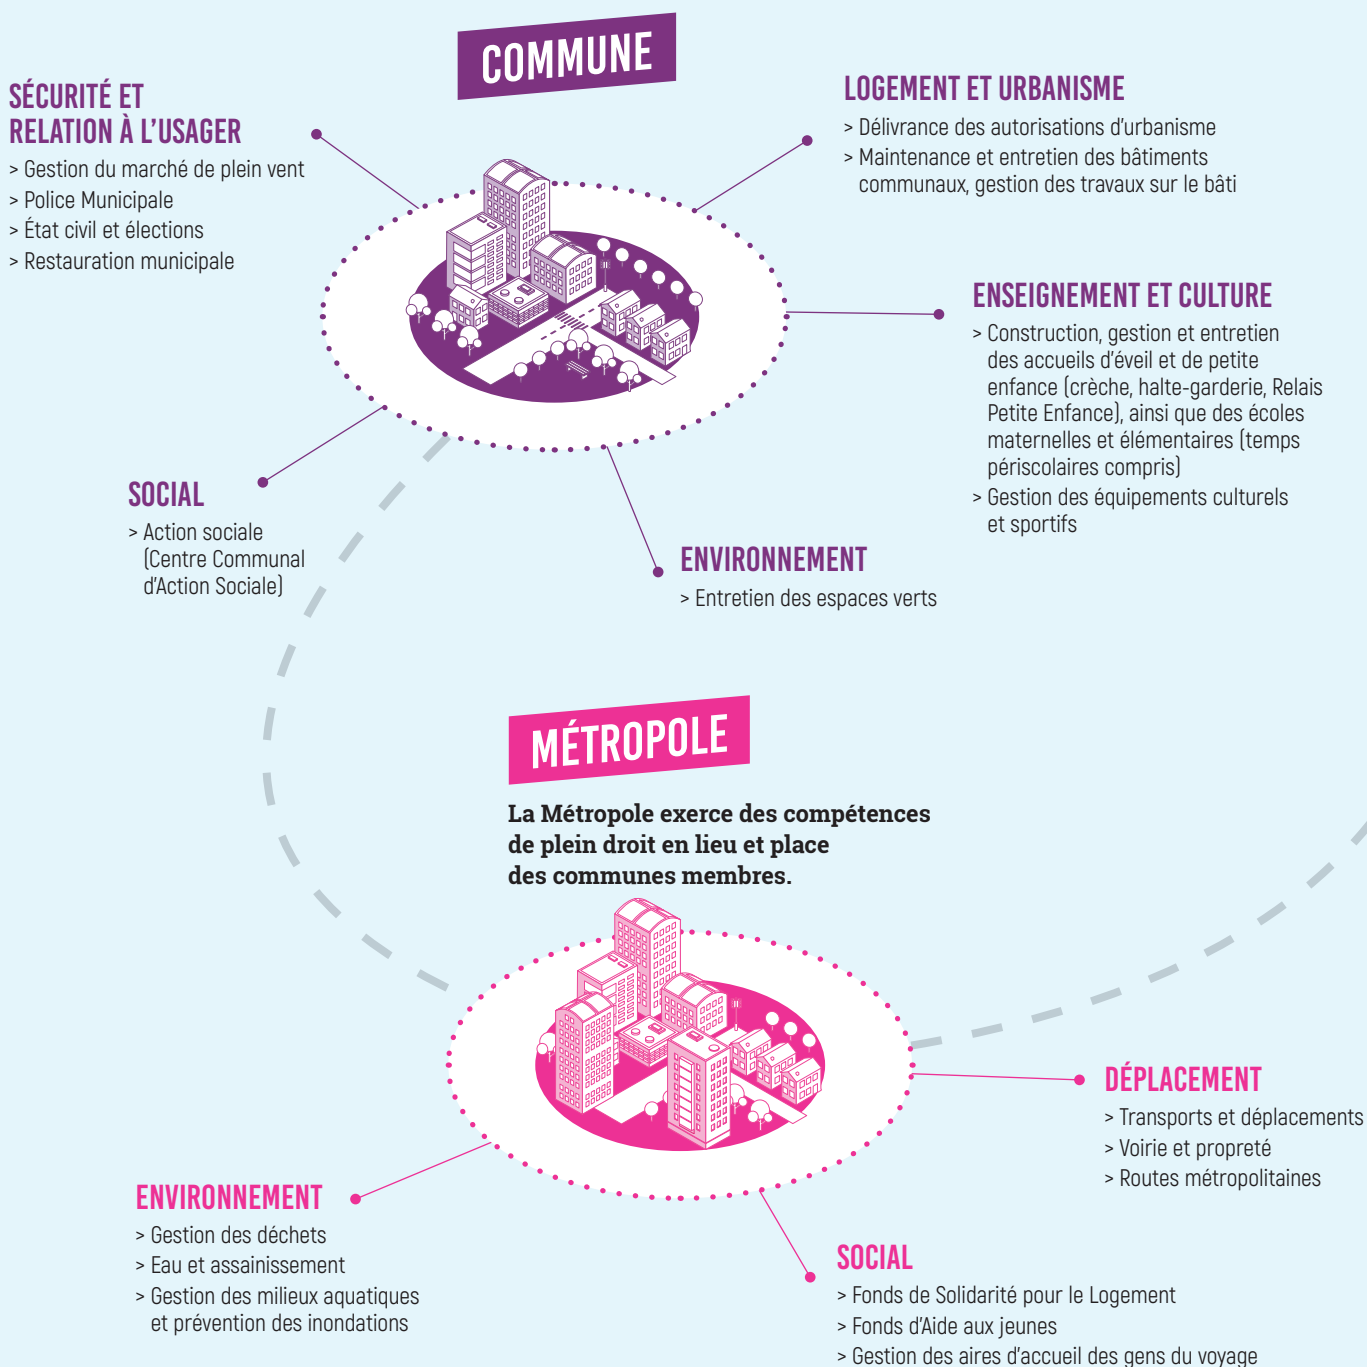 COMMUNE
SÉCURITÉ ET
RELATION À L'USAGER
> Gestion du marché de plein vent
> Police Municipale
> État civil et élections
> Restauration municipale
LOGEMENT ET URBANISME
> Délivrance des autorisations d'urbanisme
> Maintenance et entretien des bâtiments
communaux, gestion des travaux sur le bâti
ENSEIGNEMENT ET CULTURE
> Construction, gestion et entretien
des accueils d'éveil et de petite
enfance (crèche, halte-garderie, Relais
Petite Enfance), ainsi que des écoles
maternelles et élémentaires (temps
périscolaires compris)
> Gestion des équipements culturels
et sportifs
SOCIAL
> Action sociale
(Centre Communal
d'Action Sociale)
ENVIRONNEMENT
> Entretien des espaces verts
MÉTROPOLE
La Métropole exerce des compétences
de plein droit en lieu et place
des communes membres.
DÉPLACEMENT
> Transports et déplacements
> Voirie et propreté
> Routes métropolitaines
ENVIRONNEMENT
> Gestion des déchets
> Eau et assainissement
> Gestion des milieux aquatiques
et prévention des inondations
SOCIAL
> Fonds de Solidarité pour le Logement
> Fonds d'Aide aux jeunes
> Gestion des aires d'accueil des gens du voyage